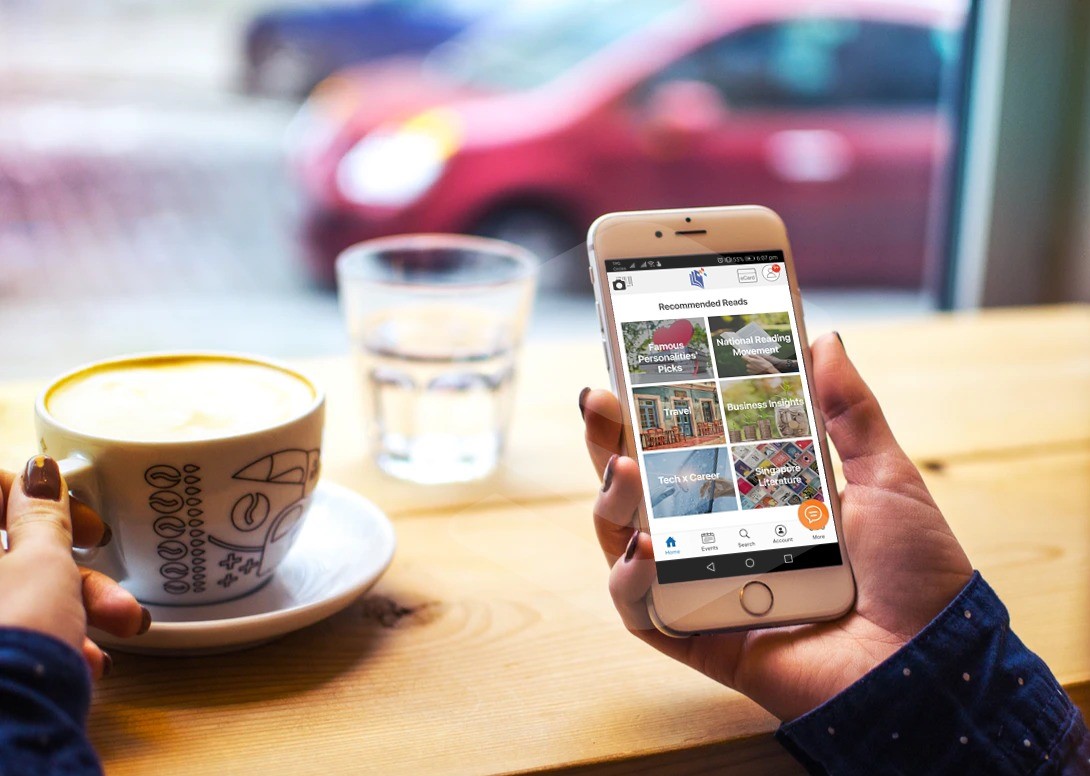 55% 6:07 pm
eCard
Recommended Reads
Famous
Personalities'
Picks
National Reading
Movement
Travel
Business Insights
Tech x Career
Singapore
Literature
Home
Events
Search
Account
More